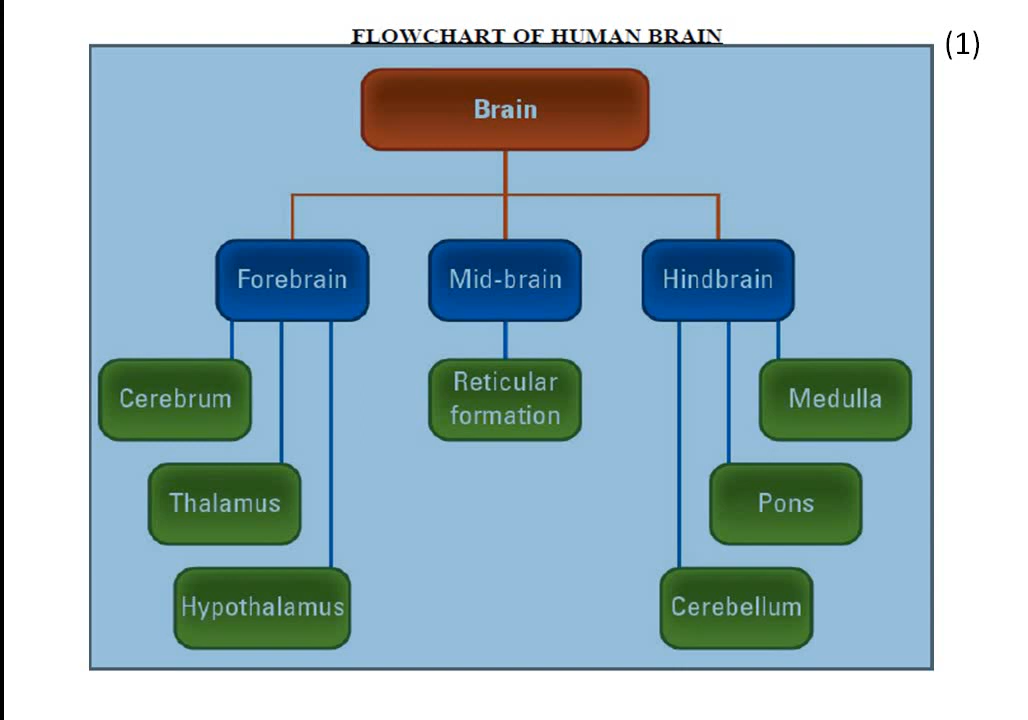 FLOWCHART OF HUMAN BRAIN
(1)
Brain
Forebrain
Mid-brain
Hindbrain
Cerebrum
Reticular
formation
Medulla
Thalamus
Pons
Hypothalamus
Cerebellum